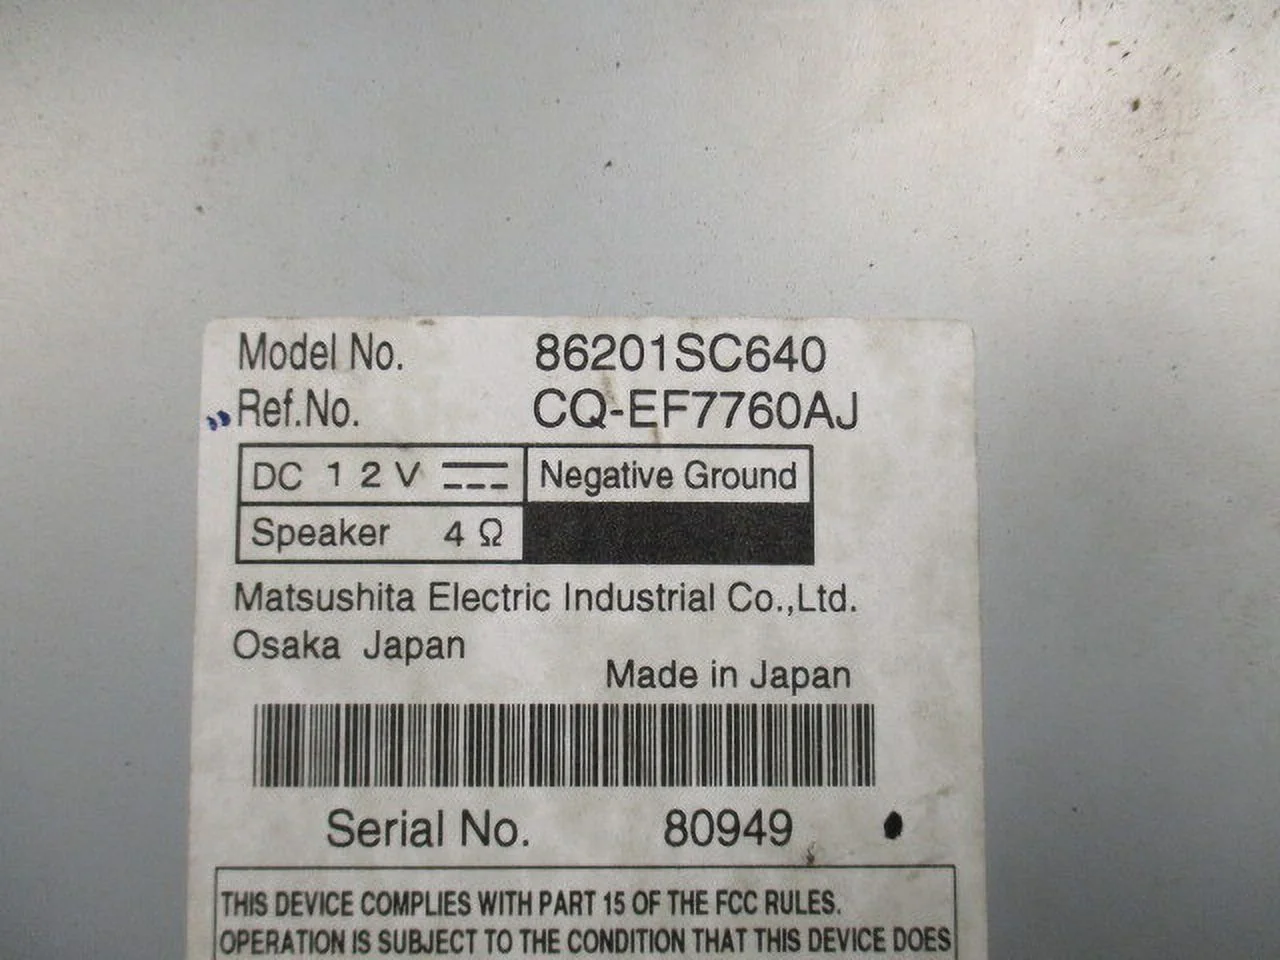 Model No. 86201SC640
Ref.No. CQ-EF7760AJ
DC 12V Negative Ground
Speaker 4 Ω
Matsushita Electric Industrial Co.,Ltd.
Osaka Japan
Made in Japan
Serial No. 80949
THIS DEVICE COMPLIES WITH PART 15 OF THE FCC RULES.
OPERATION IS SUBJECT TO THE CONDITION THAT THIS DEVICE DOES